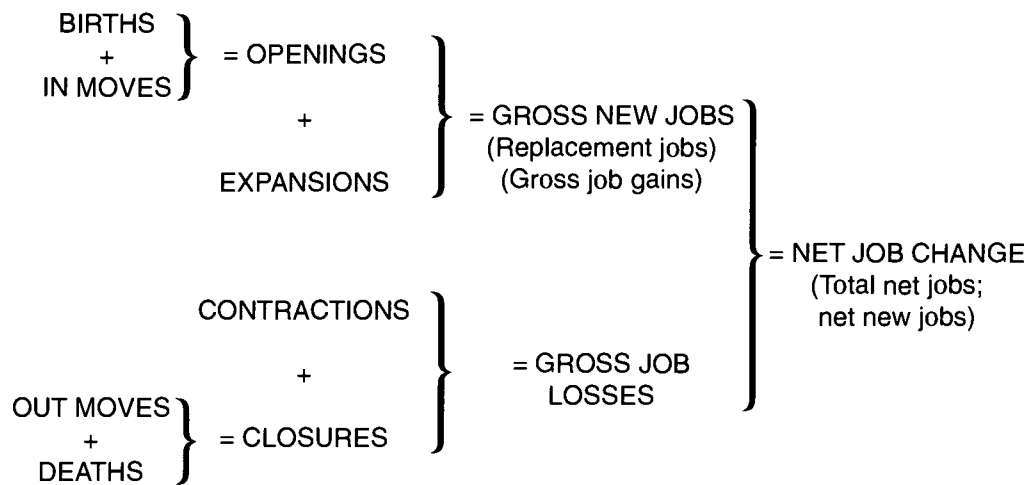 BIRTHS
+
IN MOVES
= OPENINGS
+
EXPANSIONS
= GROSS NEW JOBS
(Replacement jobs)
(Gross job gains)
CONTRACTIONS
+
OUT MOVES
+
DEATHS
= CLOSURES
= GROSS JOB
LOSSES
= NET JOB CHANGE
(Total net jobs;
net new jobs)